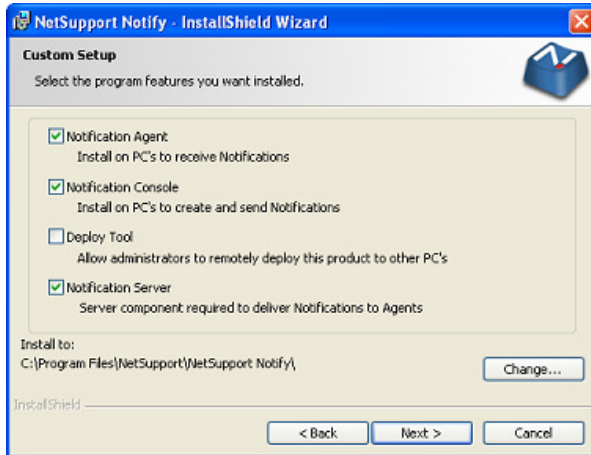 NetSupport Notify - InstallShield Wizard
Custom Setup
Select the program features you want installed.
Notification Agent
Install on PC's to receive Notifications
Notification Console
Install on PC's to create and send Notifications
Deploy Tool
Allow administrators to remotely deploy this product to other PC's
Notification Server
Server component required to deliver Notifications to Agents
Install to:
C:\Program Files\NetSupport\NetSupport Notify\
Change...
InstallShield
< Back Next > Cancel